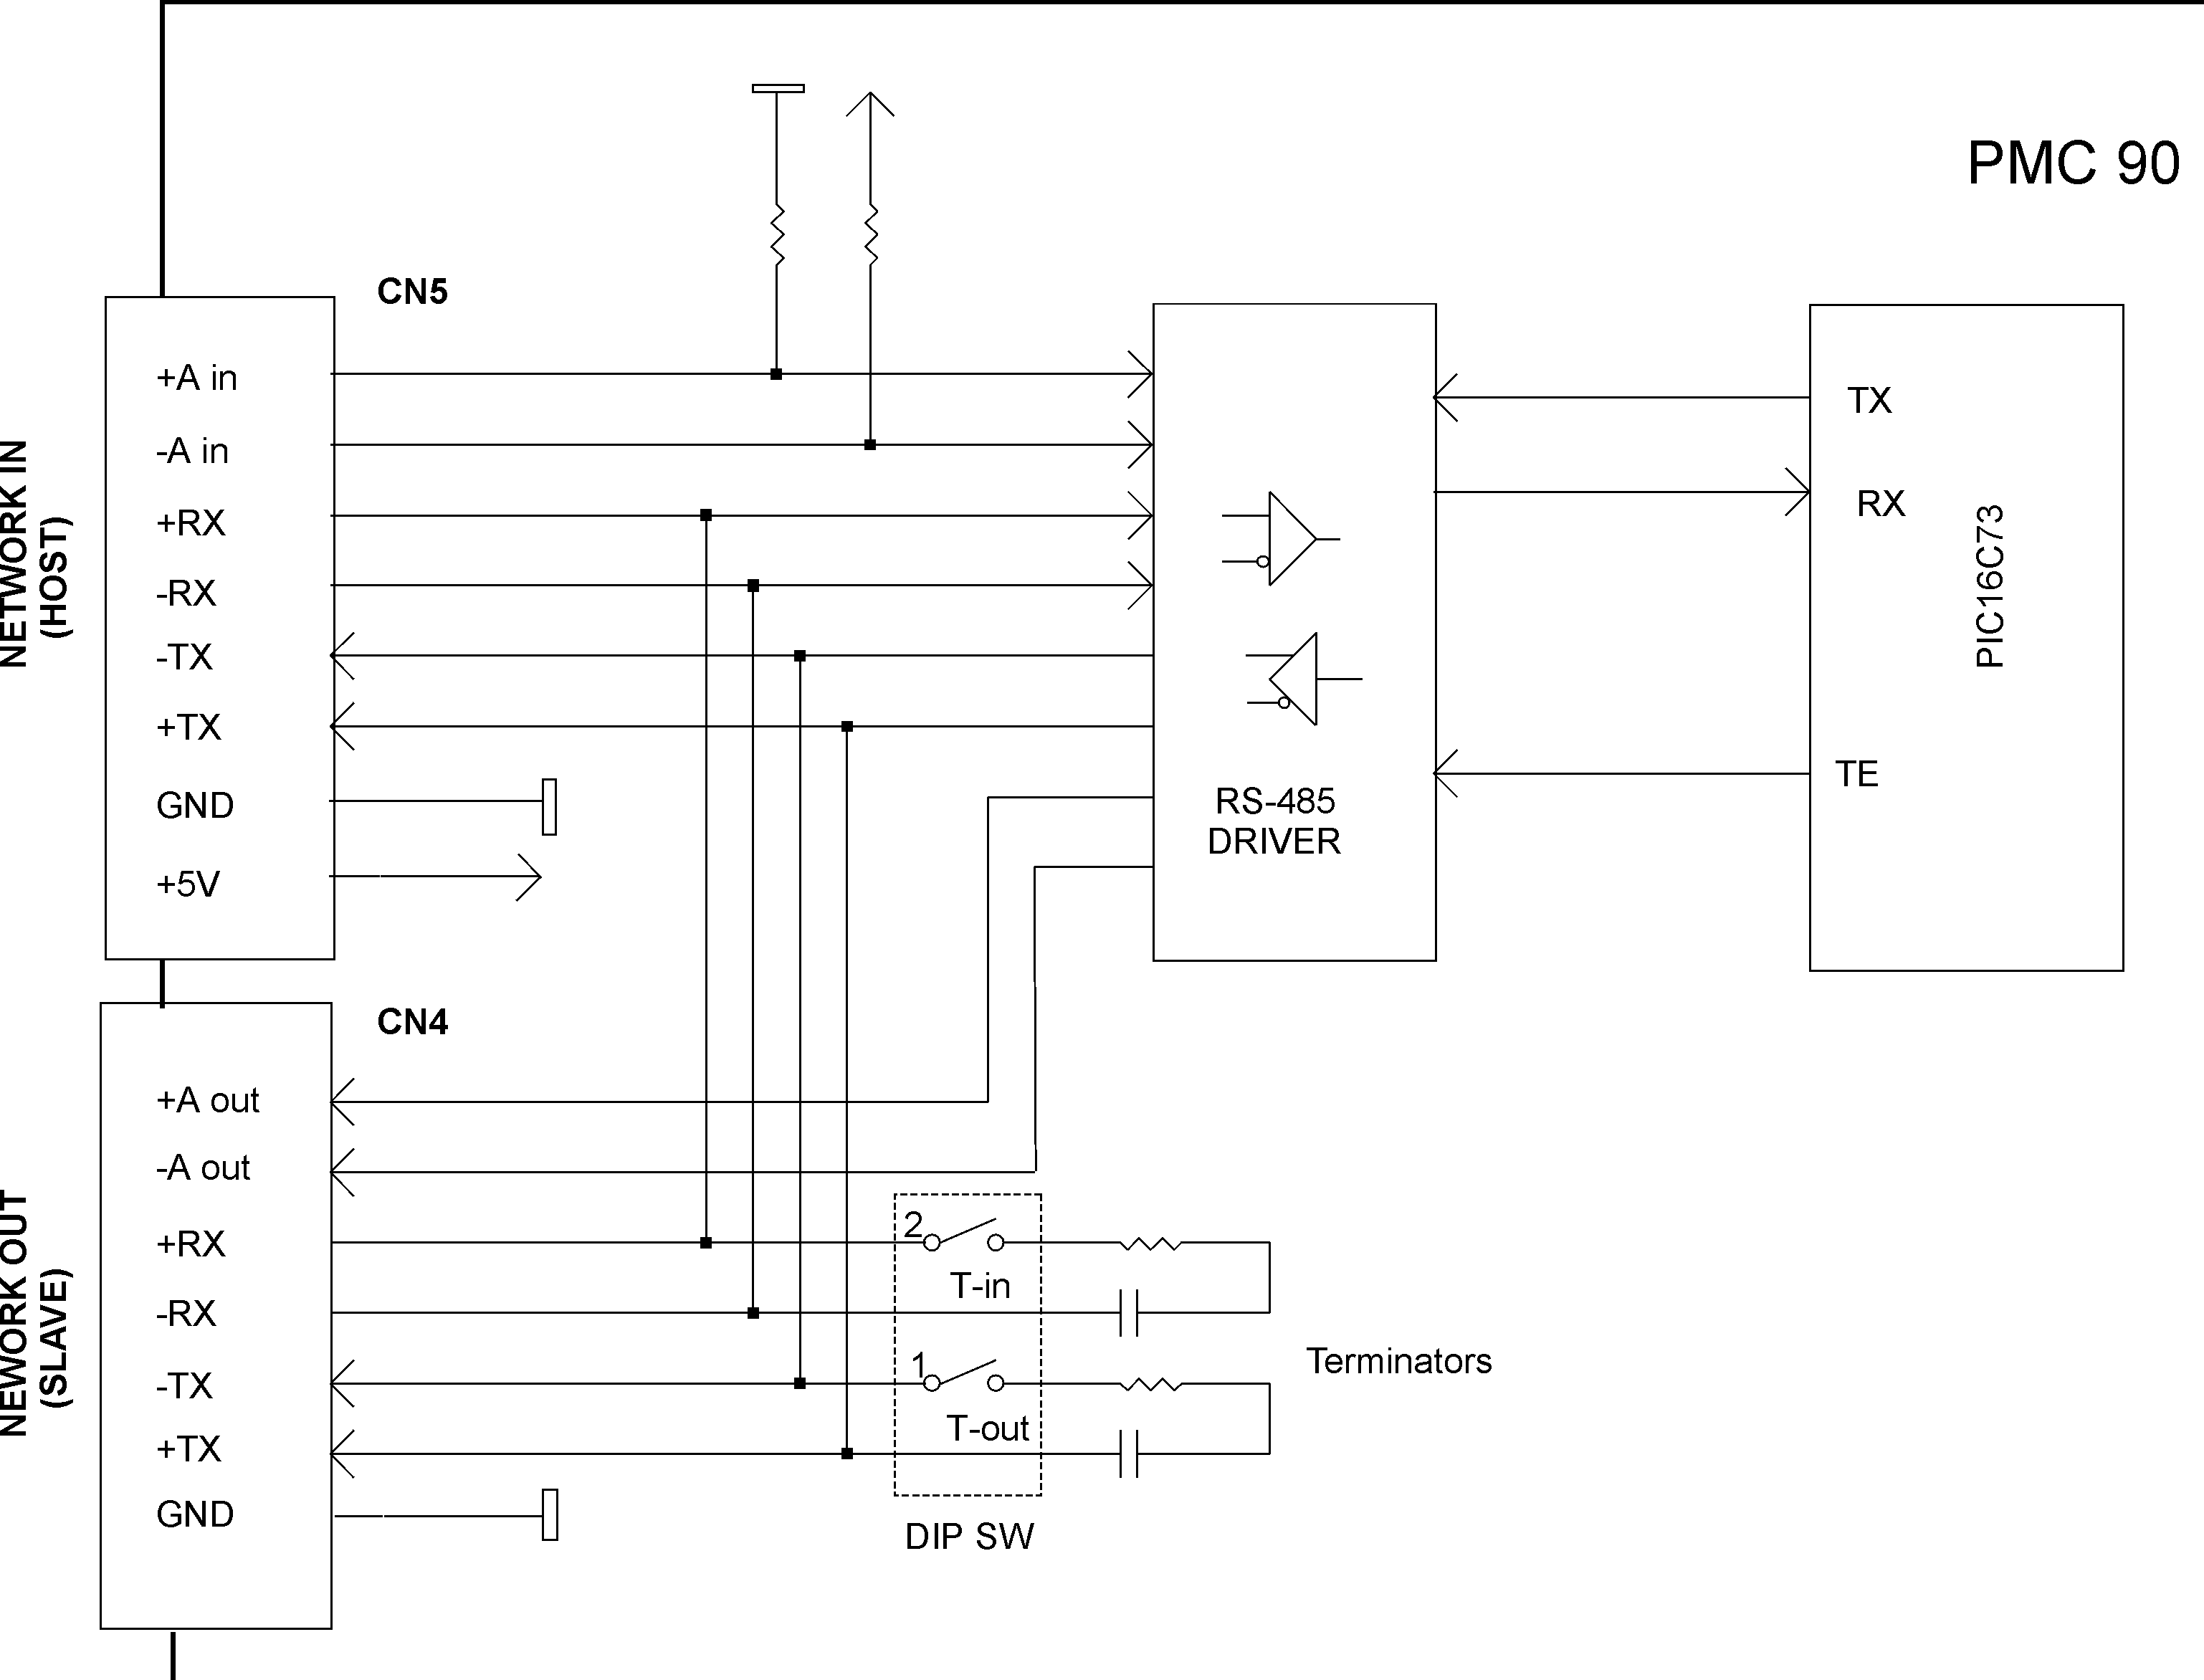 PMC 90
CN5
NETWORK IN
(HOST)
+A in
-A in
+RX
-RX
-TX
+TX
GND
+5V
RS-485
DRIVER
TX
RX
TE
PIC16C73
CN4
NEWORK OUT
(SLAVE)
+A out
-A out
+RX
-RX
-TX
+TX
GND
2
T-in
1
T-out
DIP SW
Terminators